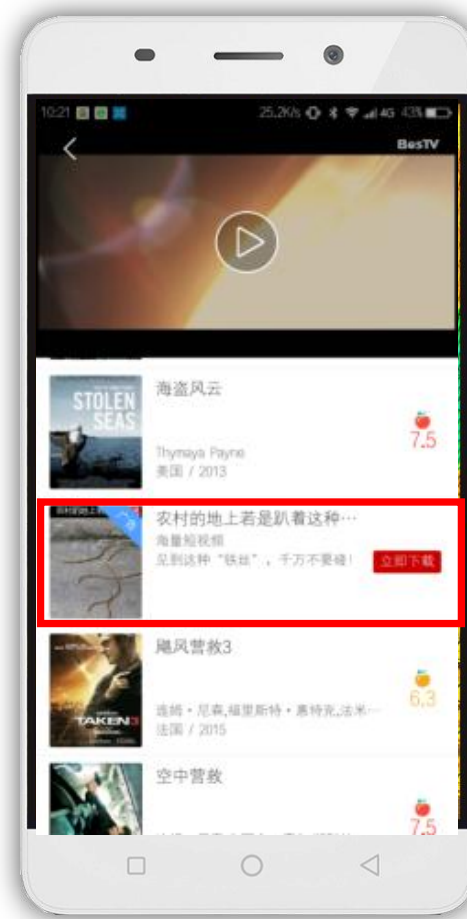 10:21
25.2K/s 4G 43%
BesTV
STOLEN SEAS
海盗风云
7.5
Thymaya Payne
美国 / 2013
广告
农村的地上若是趴着这种…
海量短视频
见到这种“铁丝”，千万不要碰！
立即下载
TAKEN3
飓风营救3
6.3
连姆·尼森,福里斯特·惠特克,法米…
法国 / 2015
空中营救
7.5